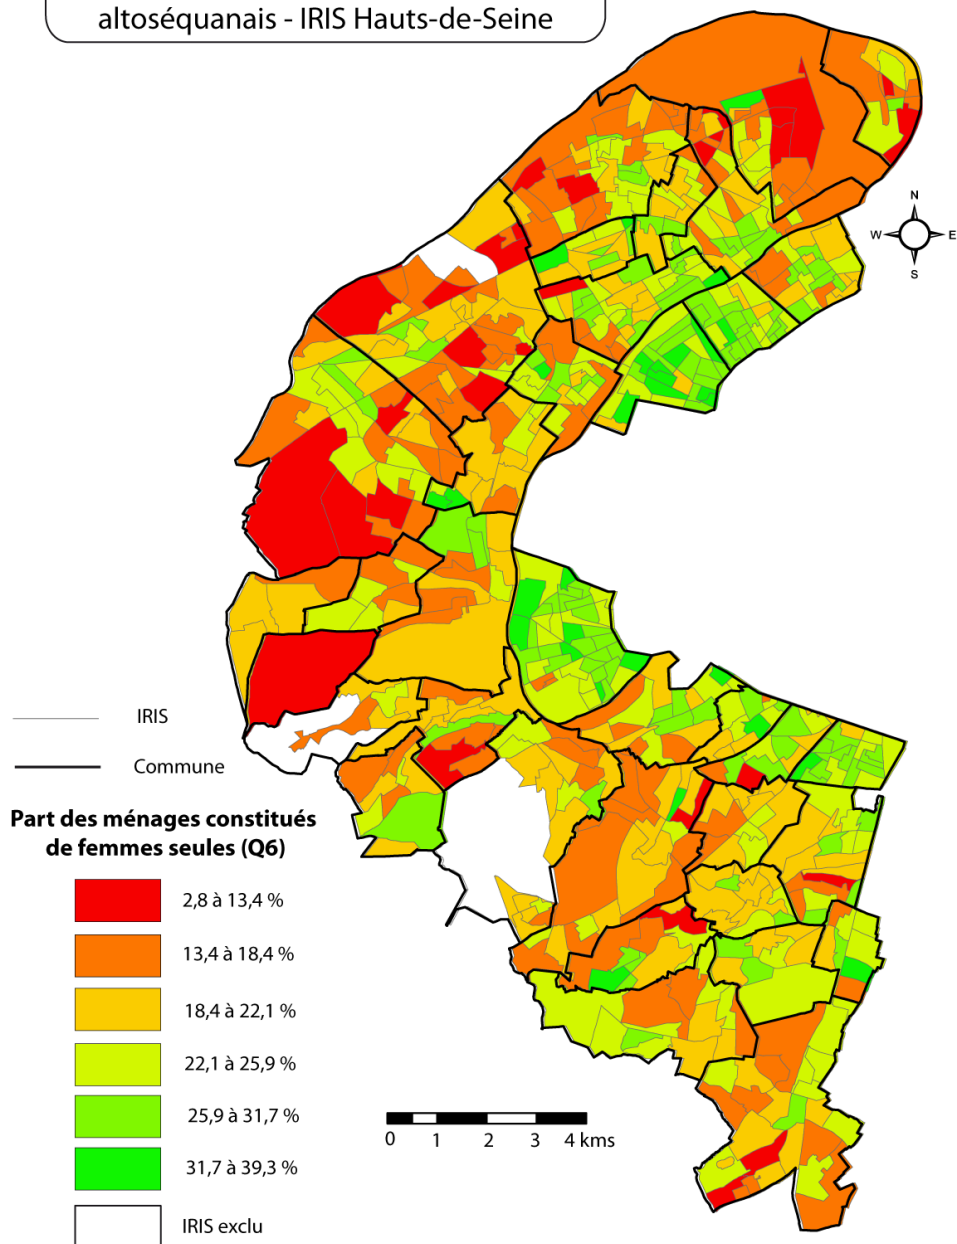 altoséquanais - IRIS Hauts-de-Seine
N
W E
S
IRIS
Commune
Part des ménages constitués
de femmes seules (Q6)
2,8 à 13,4 %
13,4 à 18,4 %
18,4 à 22,1 %
22,1 à 25,9 %
25,9 à 31,7 %
31,7 à 39,3 %
IRIS exclu
0 1 2 3 4 kms